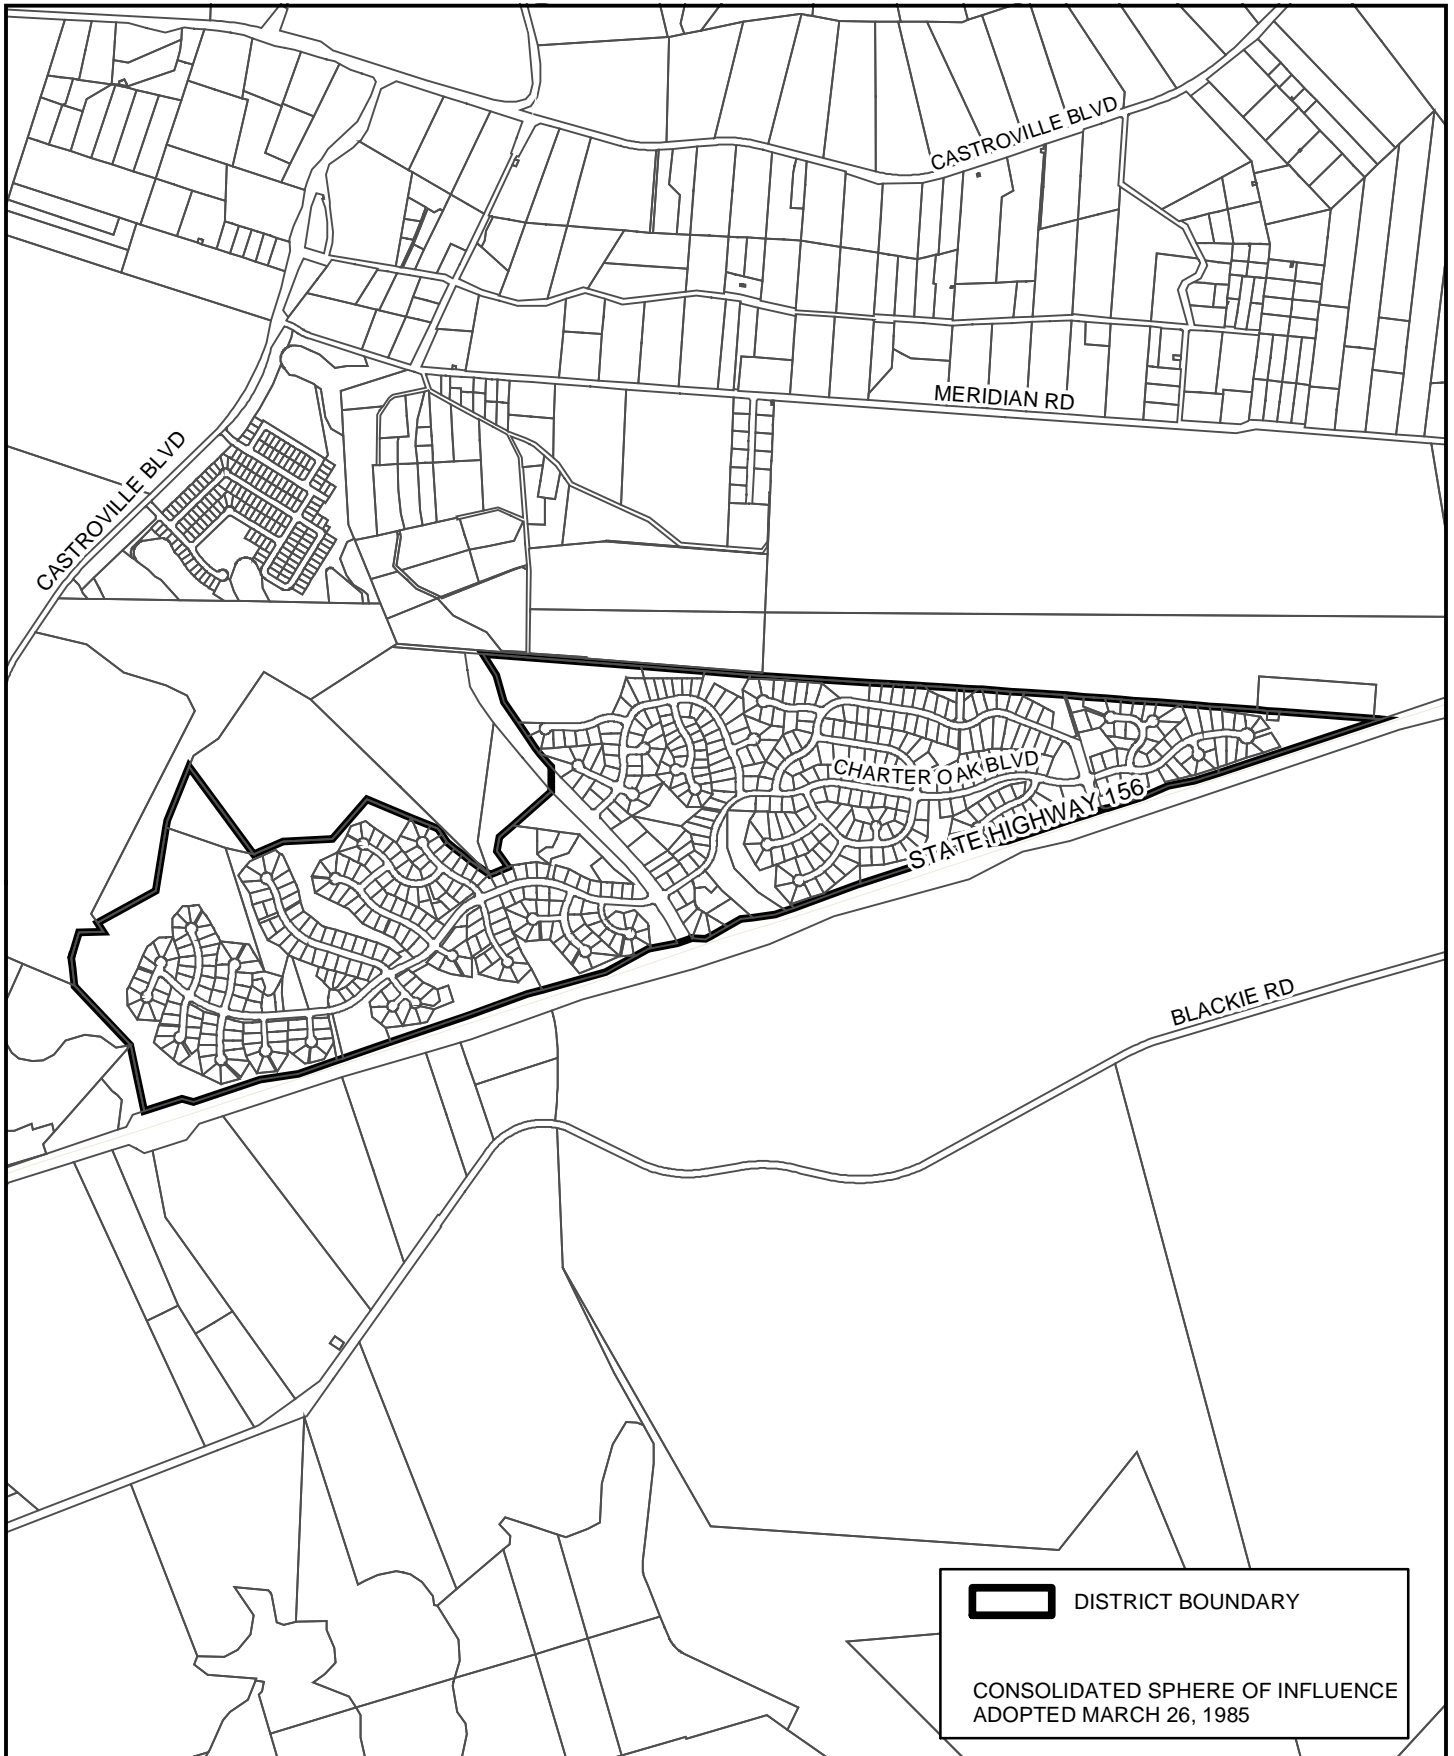 CASTROVILLE BLVD
MERIDIAN RD
CASTROVILLE BLVD
CHARTER OAK BLVD
STATE HIGHWAY 156
BLACKIE RD
DISTRICT BOUNDARY
CONSOLIDATED SPHERE OF INFLUENCE
ADOPTED MARCH 26, 1985